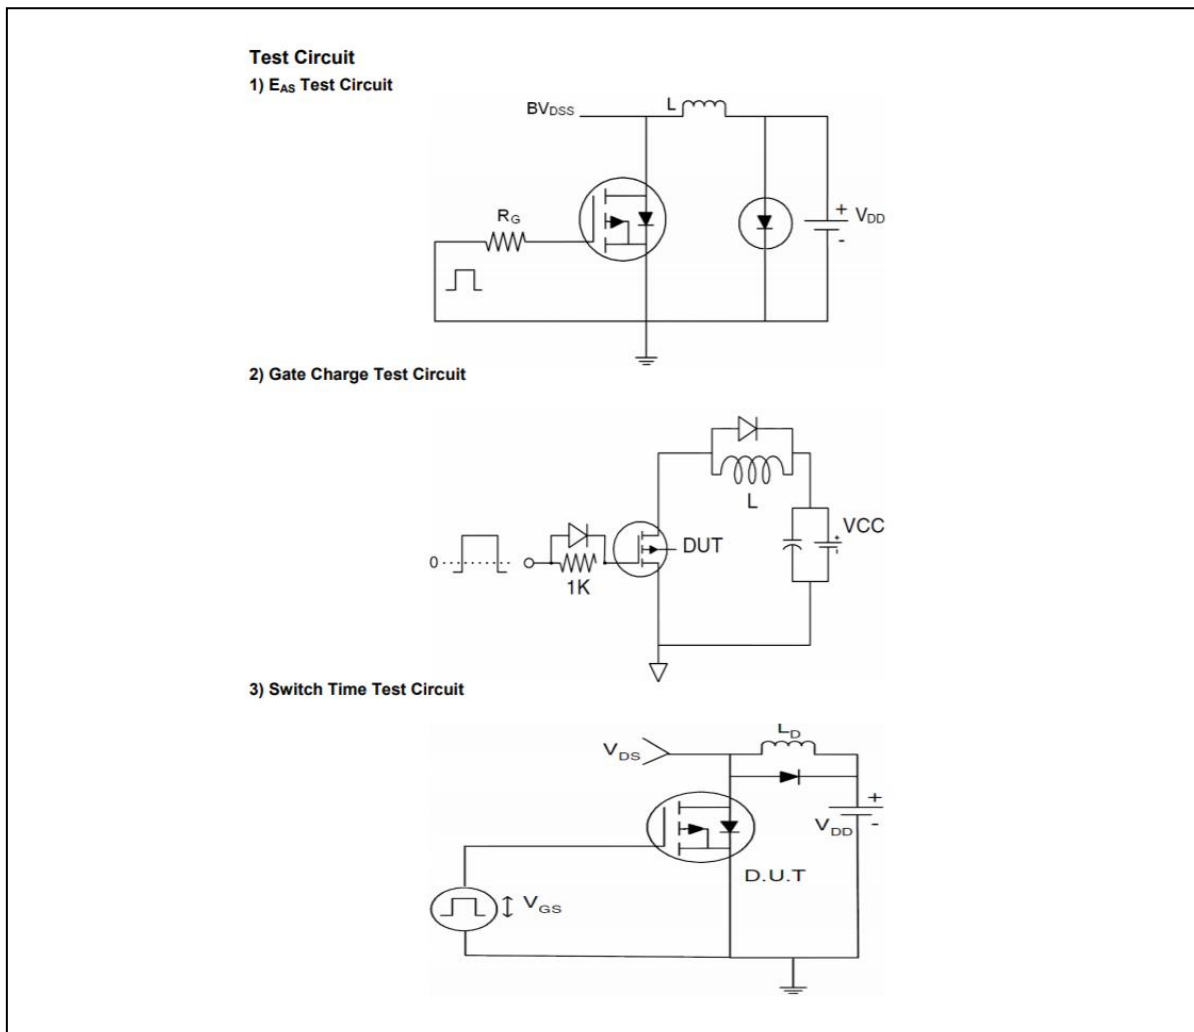 Test Circuit
1) EAS Test Circuit
BVDSS
L
RG
+
VDD
-
2) Gate Charge Test Circuit
L
VCC
+
-
DUT
0
1K
3) Switch Time Test Circuit
LD
VDS
+
VDD
-
D.U.T
VGS